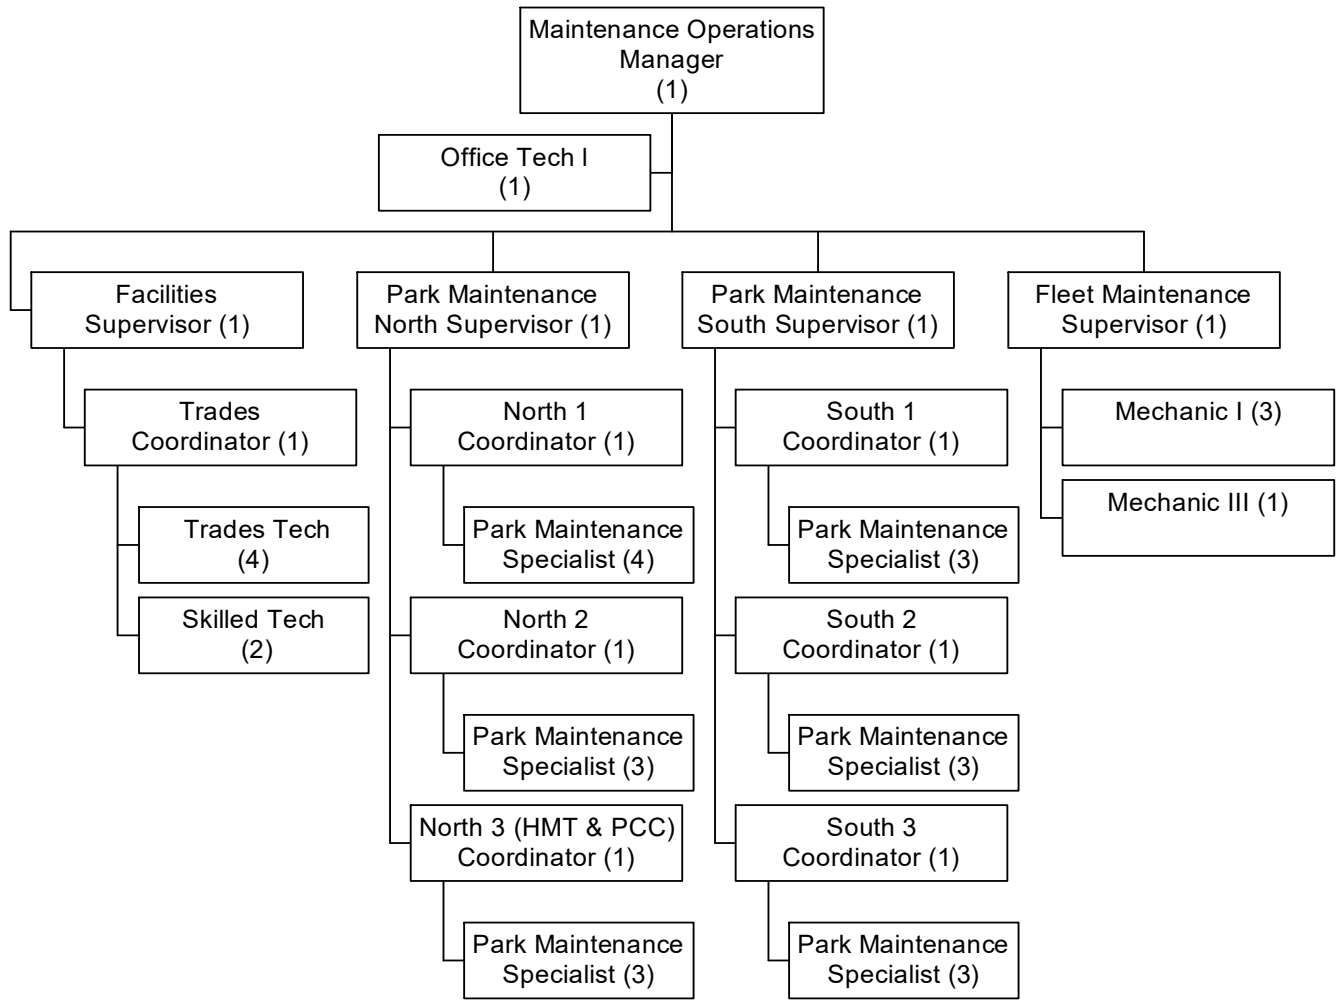 Maintenance Operations
Manager
(1)
Office Tech I
(1)
Facilities
Supervisor (1)
Trades
Coordinator (1)
Trades Tech
(4)
Skilled Tech
(2)
Park Maintenance
North Supervisor (1)
North 1
Coordinator (1)
Park Maintenance
Specialist (4)
North 2
Coordinator (1)
Park Maintenance
Specialist (3)
North 3 (HMT & PCC)
Coordinator (1)
Park Maintenance
Specialist (3)
Park Maintenance
South Supervisor (1)
South 1
Coordinator (1)
Park Maintenance
Specialist (3)
South 2
Coordinator (1)
Park Maintenance
Specialist (3)
South 3
Coordinator (1)
Park Maintenance
Specialist (3)
Fleet Maintenance
Supervisor (1)
Mechanic I (3)
Mechanic III (1)